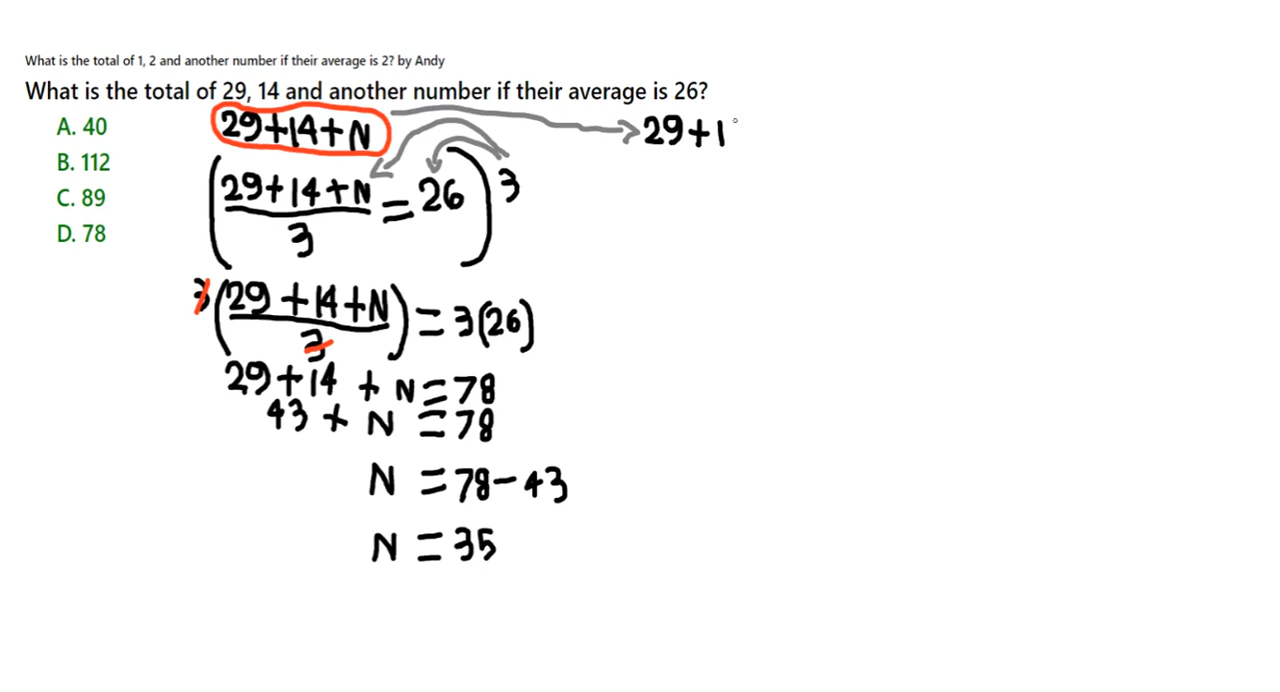 What is the total of 1, 2 and another number if their average is 2? by Andy
What is the total of 29, 14 and another number if their average is 26?
A. 40
B. 112
C. 89
D. 78
29+14+N
29+1
(29+14+N / 3 = 26) 3
3(29+14+N / 3) = 3(26)
29+14 + N = 78
43 + N = 78
N = 78-43
N = 35